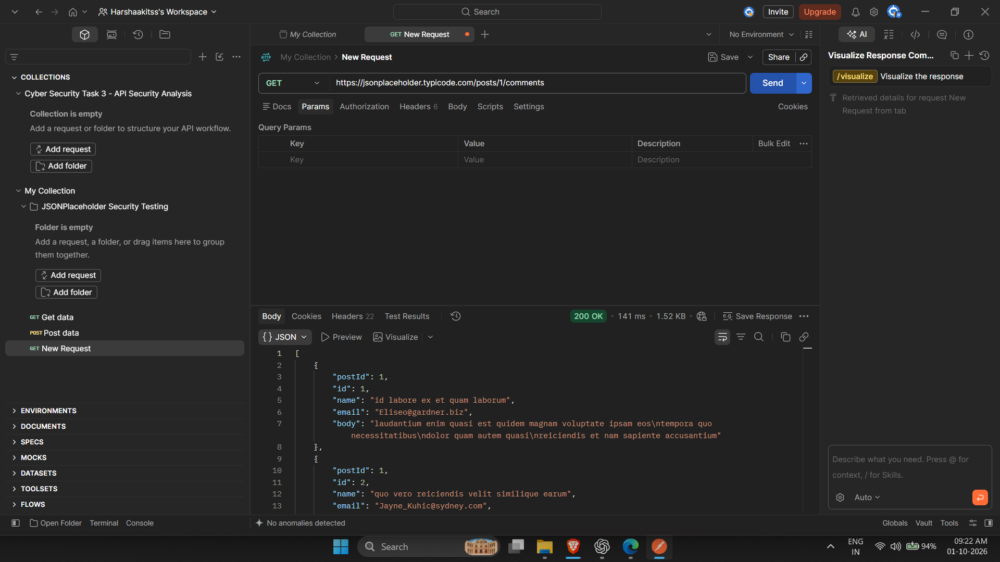 Harshaakitss's Workspace
Search
Invite
Upgrade
H
My Collection
GET New Request
No Environment
AI
HTTP
My Collection > New Request
Save
Share
Visualize Response Com...
COLLECTIONS
Cyber Security Task 3 - API Security Analysis
Collection is empty
Add a request or folder to structure your API workflow.
Add request
Add folder
My Collection
JSONPlaceholder Security Testing
Folder is empty
Add a request, a folder, or drag items here to group
them together.
Add request
Add folder
GET Get data
POST Post data
GET New Request
ENVIRONMENTS
DOCUMENTS
SPECS
MOCKS
DATASETS
TOOLSETS
FLOWS
GET
https://jsonplaceholder.typicode.com/posts/1/comments
Send
Docs
Params
Authorization
Headers 6
Body
Scripts
Settings
Cookies
Query Params
Key
Value
Description
Bulk Edit
Key
Value
Description
Body
Cookies
Headers 22
Test Results
200 OK
141 ms
1.52 KB
e.g. Save Response
{} JSON
Preview
Visualize
1 [
2 {
3 "postId": 1,
4 "id": 1,
5 "name": "id labore ex et quam laborum",
6 "email": "Eliseo@gardner.biz",
7 "body": "laudantium enim quasi est quidem magnam voluptate ipsam eos\ntempora quo
necessitatibus\ndolor quam autem quasi\nreiciendis et nam sapiente accusantium"
8 },
9 {
10 "postId": 1,
11 "id": 2,
12 "name": "quo vero reiciendis velit similique earum",
13 "email": "Jayne_Kuhic@sydney.com",
/visualize Visualize the response
Retrieved details for request New
Request from tab
Describe what you need. Press @ for
context, / for Skills.
Auto
Open Folder
Terminal
Console
No anomalies detected
Globals
Vault
Tools
Search
ENG
IN
94%
09:22 AM
01-10-2026